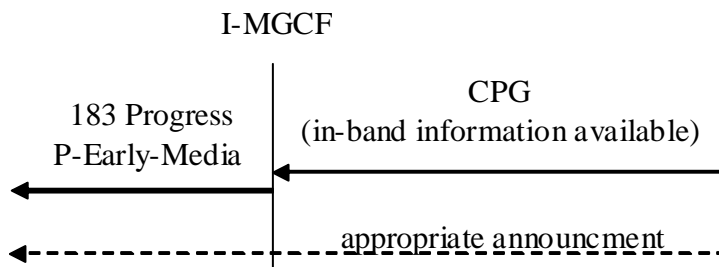 I-MGCF
183 Progress
P-Early-Media
CPG
(in-band information available)
appropriate announcment